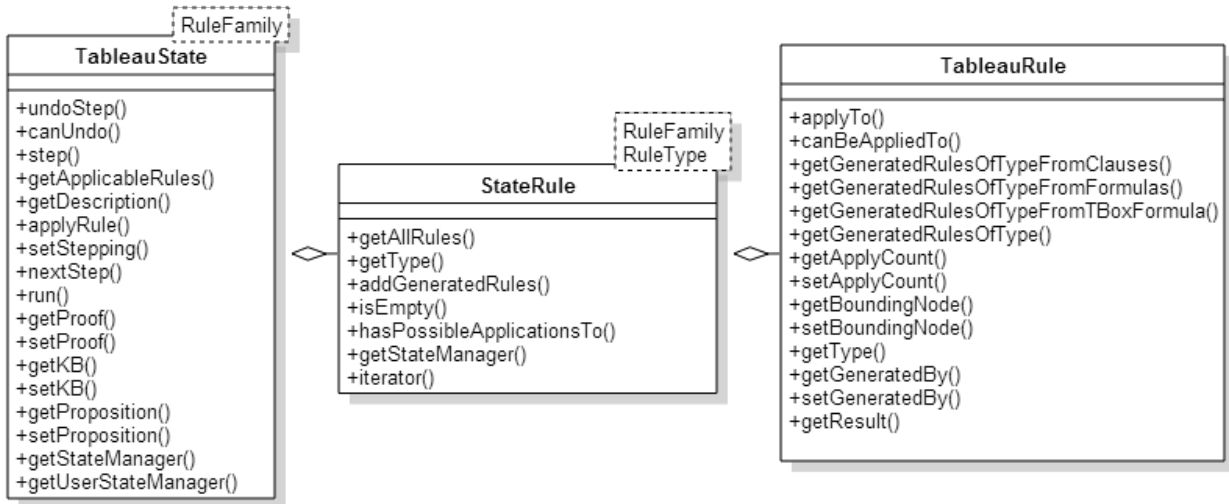 RuleFamily
TableauState
+undoStep()
+canUndo()
+step()
+getApplicableRules()
+getDescription()
+applyRule()
+setStepping()
+nextStep()
+run()
+getProof()
+setProof()
+getKB()
+setKB()
+getProposition()
+setProposition()
+getStateManager()
+getUserStateManager()
RuleFamily
RuleType
StateRule
+getAllRules()
+getType()
+addGeneratedRules()
+isEmpty()
+hasPossibleApplicationsTo()
+getStateManager()
+iterator()
TableauRule
+applyTo()
+canBeAppliedTo()
+getGeneratedRulesOfTypeFromClauses()
+getGeneratedRulesOfTypeFromFormulas()
+getGeneratedRulesOfTypeFromTBoxFormula()
+getGeneratedRulesOfType()
+getApplyCount()
+setApplyCount()
+getBoundingNode()
+setBoundingNode()
+getType()
+getGeneratedBy()
+setGeneratedBy()
+getResult()